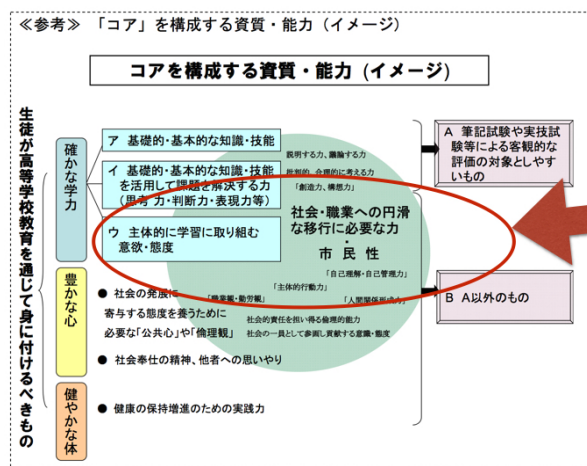 ≪参考≫ 「コア」を構成する資質・能力（イメージ）
コアを構成する資質・能力（イメージ）
生徒が高等学校教育を通じて身に付けるべきもの
確かな学力
ア 基礎的・基本的な知識・技能
イ 基礎的・基本的な知識・技能
を活用して課題を解決する力
（思考力・判断力・表現力等）
ウ 主体的に学習に取り組む
意欲・態度
説明する力、議論する力
批判的、合理的に考える力
「創造力、構想力」
社会・職業への円滑
な移行に必要な力
・
市民性
「自己理解・自己管理力」
「主体的行動力」
「職業観・勤労観」
「人間関係形成力」
社会的責任を担い得る倫理的能力
社会の一員として参画し貢献する意識・態度
A 筆記試験や実技試
験等による客観的な
評価の対象としやすい
もの
B A以外のもの
豊かな心
● 社会の発展に
寄与する態度を養うために
必要な「公共心」や「倫理観」
● 社会奉仕の精神、他者への思いやり
健やかな体
● 健康の保持増進のための実践力